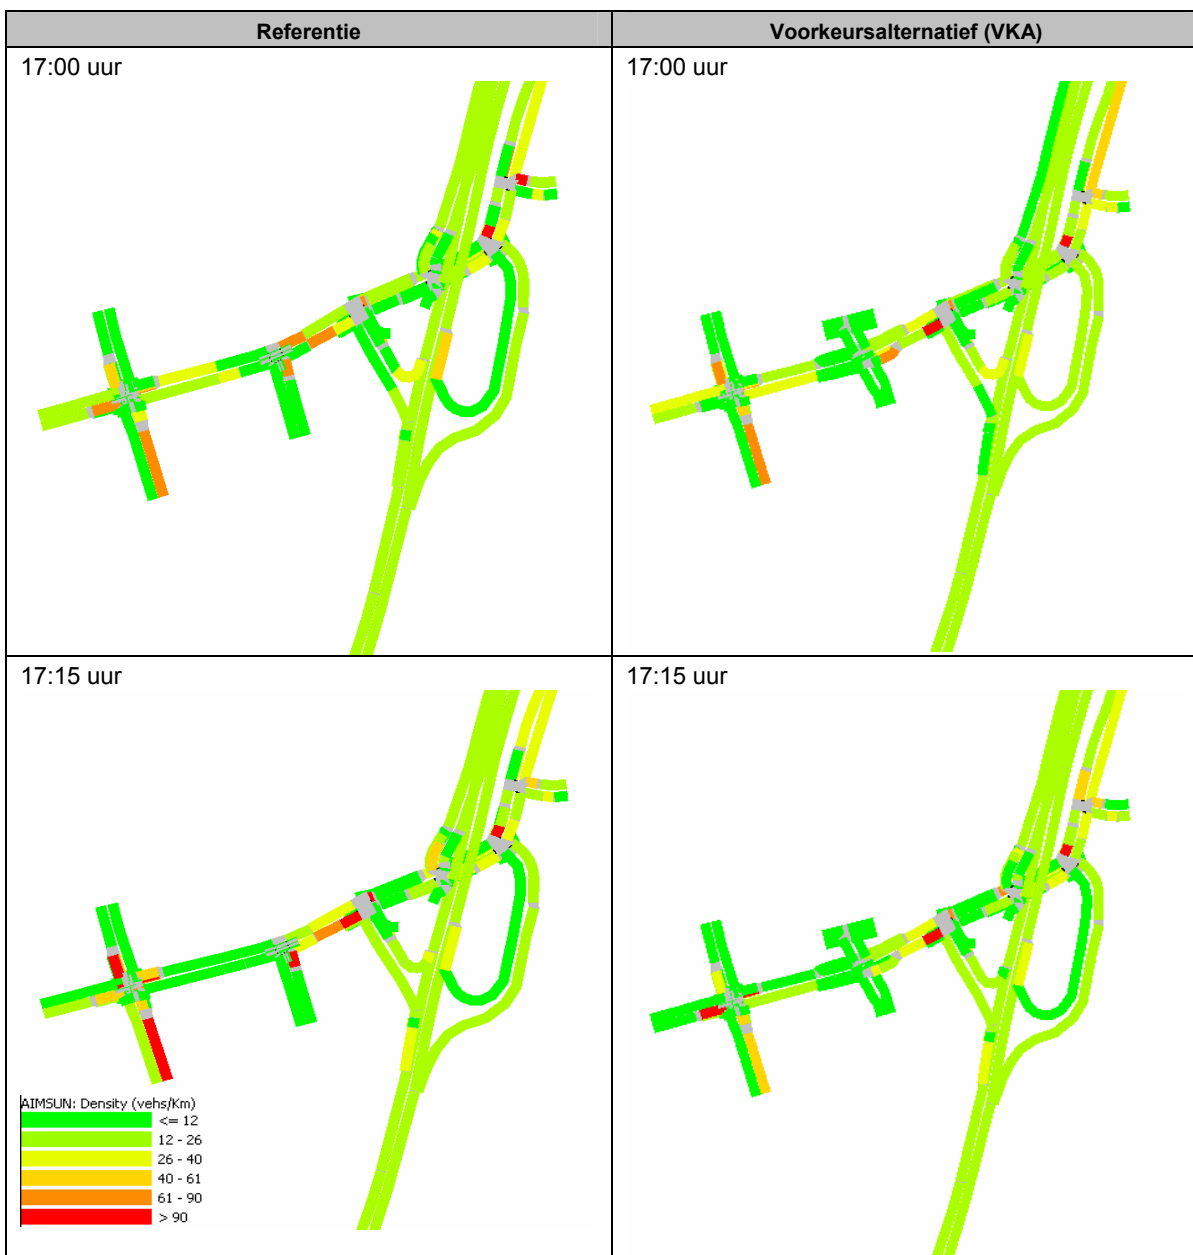 Referentie
Voorkeursalternatief (VKA)
17:00 uur
17:00 uur
17:15 uur
17:15 uur
AIMSUN: Density (vehs/Km)
<= 12
12 - 26
26 - 40
40 - 61
61 - 90
> 90